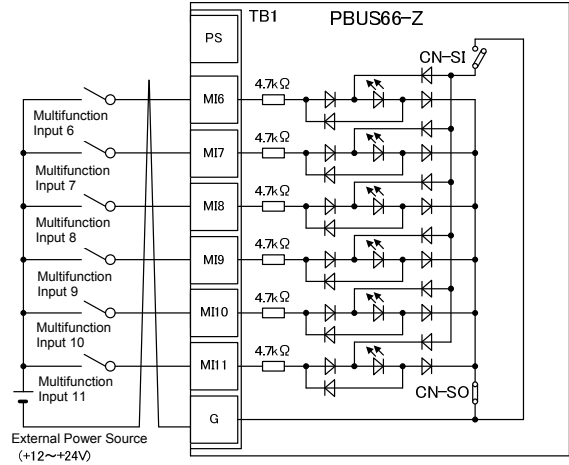 TB1
PBUS66-Z
PS
CN-SI
MI6
4.7kΩ
Multifunction
Input 6
MI7
4.7kΩ
Multifunction
Input 7
MI8
4.7kΩ
Multifunction
Input 8
MI9
4.7kΩ
Multifunction
Input 9
MI10
4.7kΩ
Multifunction
Input 10
MI11
4.7kΩ
Multifunction
Input 11
CN-SO
G
External Power Source
(+12～+24V)